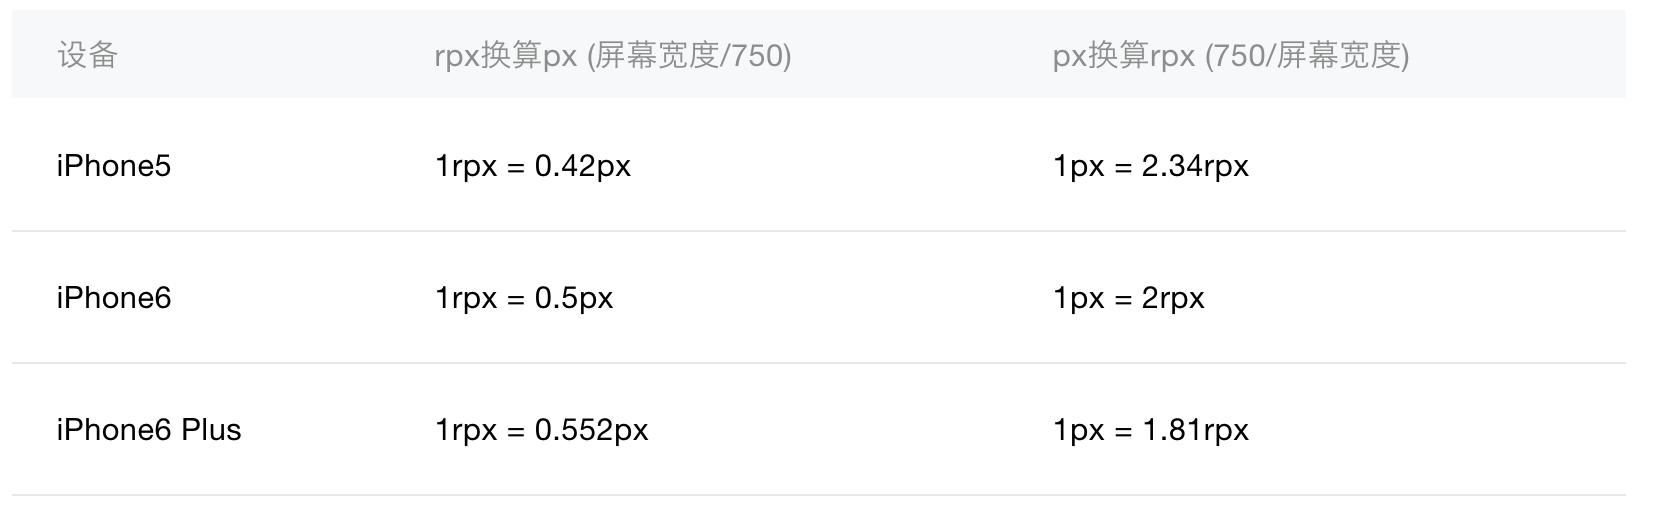 设备 rpx换算px (屏幕宽度/750) px换算rpx (750/屏幕宽度)
iPhone5 1rpx = 0.42px 1px = 2.34rpx
iPhone6 1rpx = 0.5px 1px = 2rpx
iPhone6 Plus 1rpx = 0.552px 1px = 1.81rpx